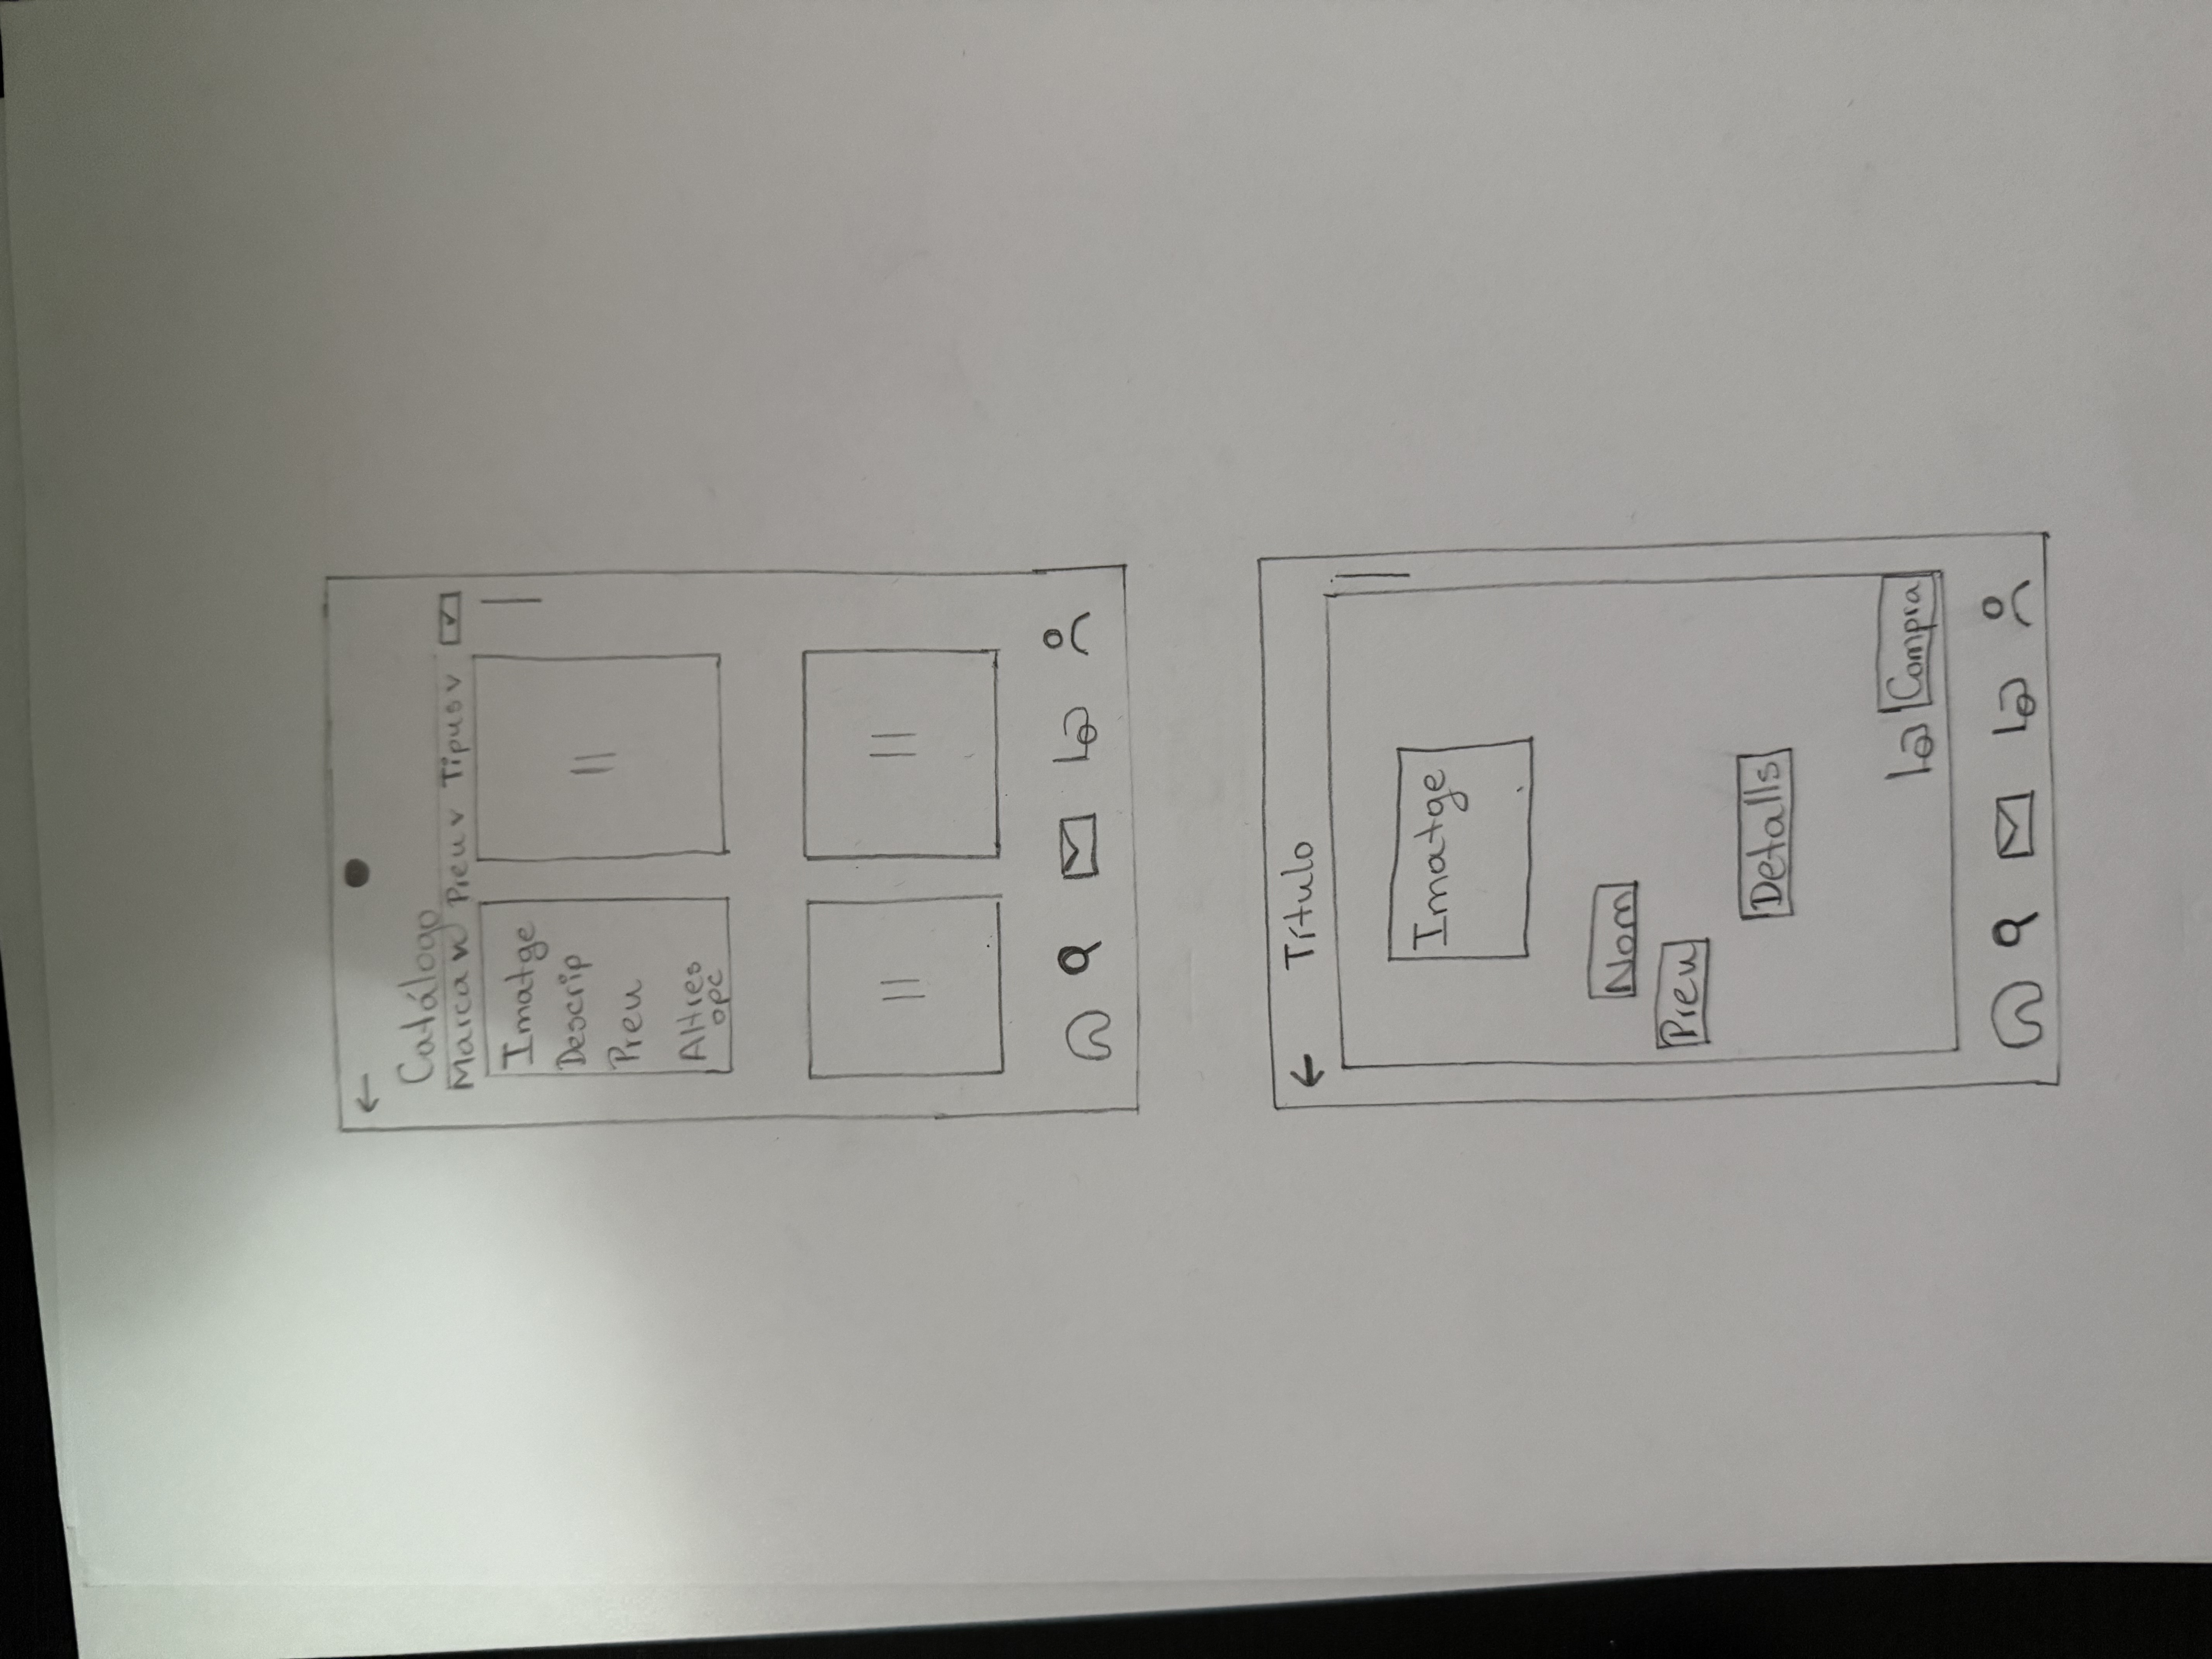 Catálogo
Marca v Preu v Tipus v
Imatge
Descrip
Preu
Altres
opc
Título
Imatge
Nom
Preu
Detalls
Compra